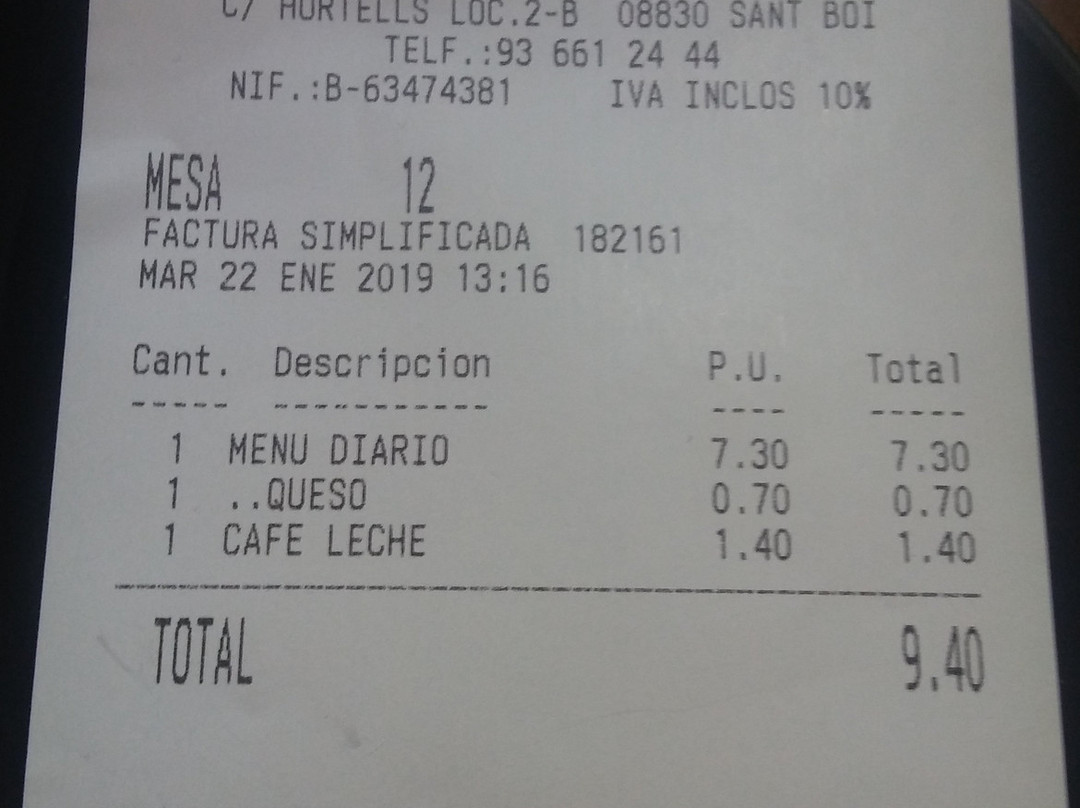 C/ HORTELLS LOC.2-B 08830 SANT BOI
TELF.:93 661 24 44
NIF.:B-63474381 IVA INCLOS 10%
MESA 12
FACTURA SIMPLIFICADA 182161
MAR 22 ENE 2019 13:16
Cant. Descripcion P.U. Total
----- ----------- ---- -----
1 MENU DIARIO 7.30 7.30
1 ..QUESO 0.70 0.70
1 CAFE LECHE 1.40 1.40
TOTAL 9.40